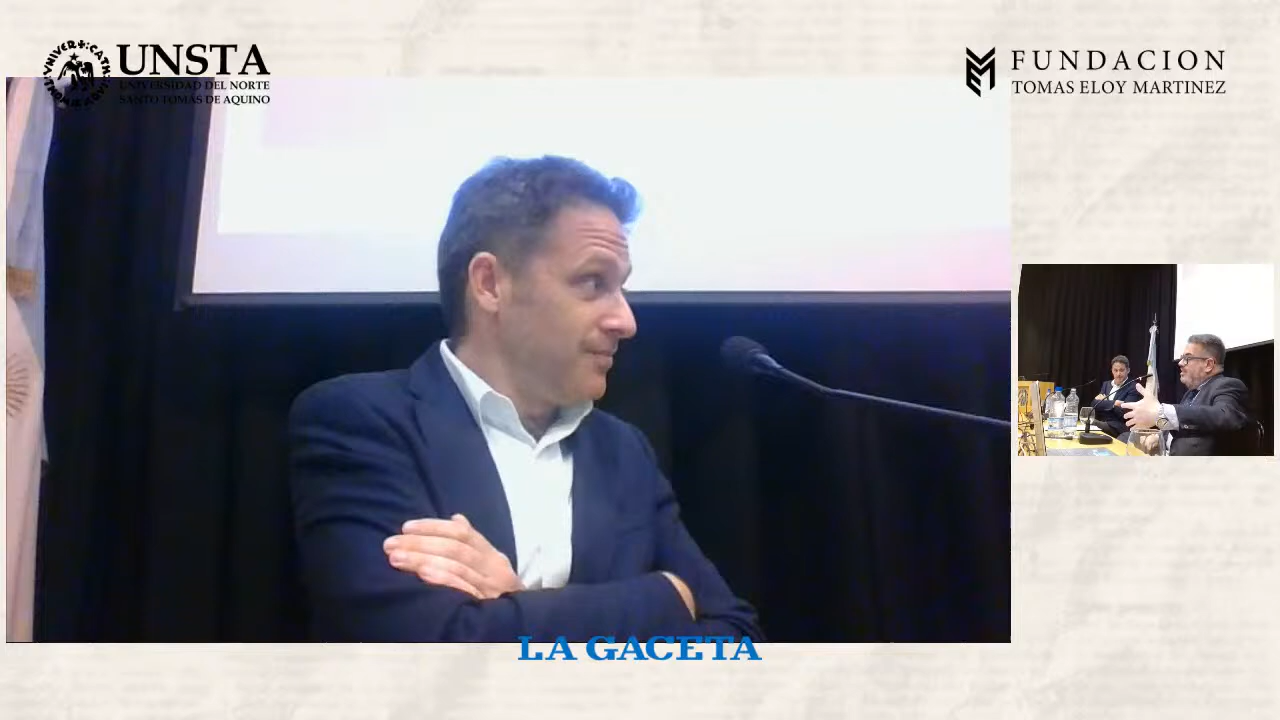 UNSTA
UNIVERSIDAD DEL NORTE
SANTO TOMÁS DE AQUINO
FUNDACION
TOMAS ELOY MARTINEZ
LA GACETA